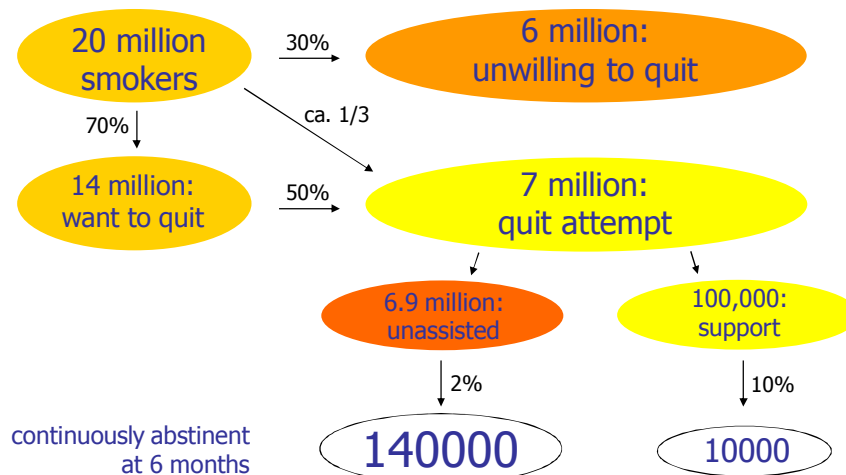 20 million
smokers
30%
6 million:
unwilling to quit
70%
ca. 1/3
14 million:
want to quit
50%
7 million:
quit attempt
6.9 million:
unassisted
100,000:
support
2%
10%
continuously abstinent
at 6 months
140000
10000